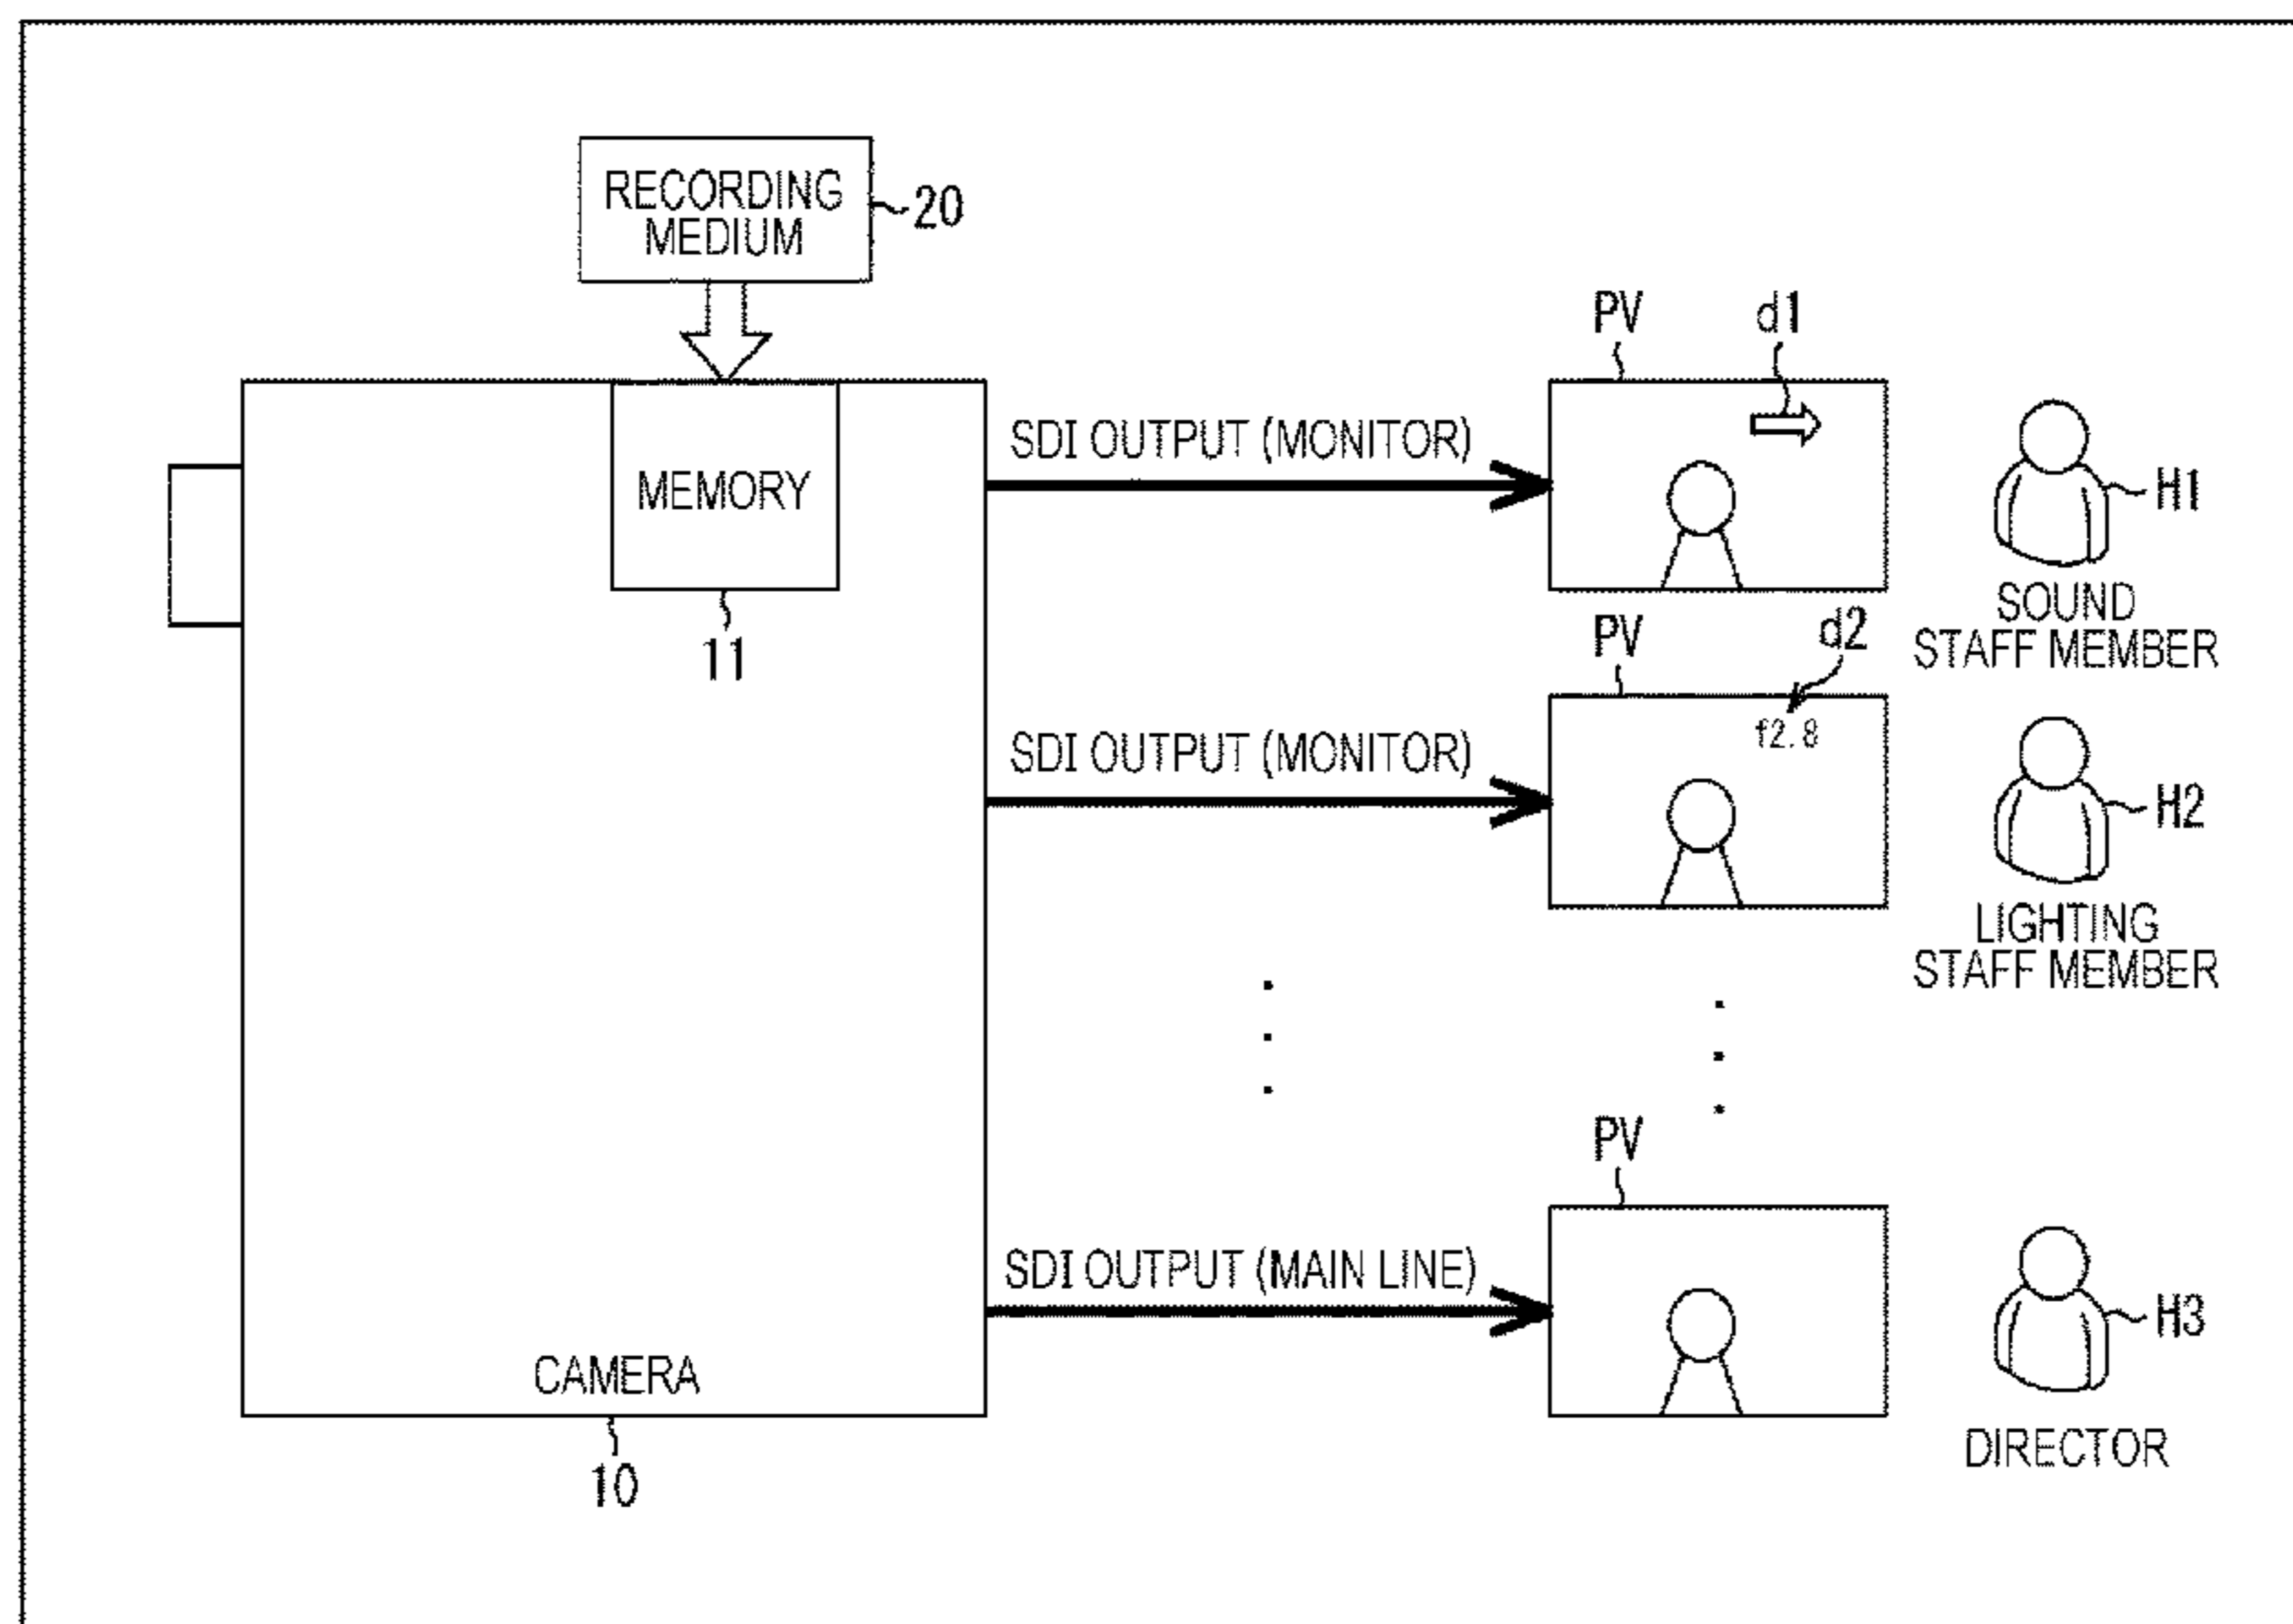 RECORDING
MEDIUM
20
PV
d1
SDI OUTPUT (MONITOR)
MEMORY
H1
11
SOUND
STAFF MEMBER
PV
d2
SDI OUTPUT (MONITOR)
f2.8
H2
LIGHTING
STAFF MEMBER
PV
SDI OUTPUT (MAIN LINE)
H3
CAMERA
DIRECTOR
10